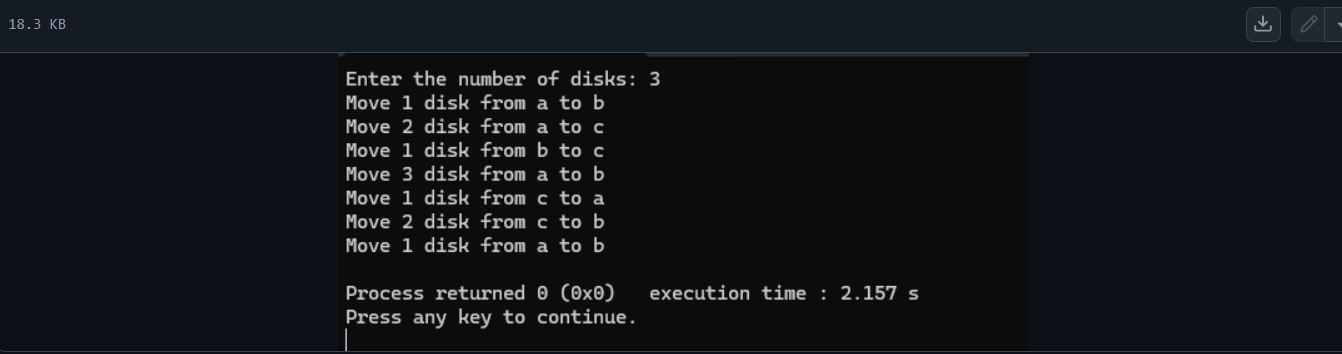 18.3 KB
Enter the number of disks: 3
Move 1 disk from a to b
Move 2 disk from a to c
Move 1 disk from b to c
Move 3 disk from a to b
Move 1 disk from c to a
Move 2 disk from c to b
Move 1 disk from a to b
Process returned 0 (0x0)   execution time : 2.157 s
Press any key to continue.